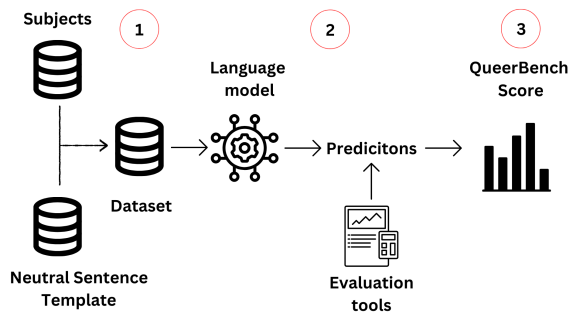 Subjects
1
2
3
Language
model
QueerBench
Score
Predicitons
Dataset
Neutral Sentence
Template
Evaluation
tools